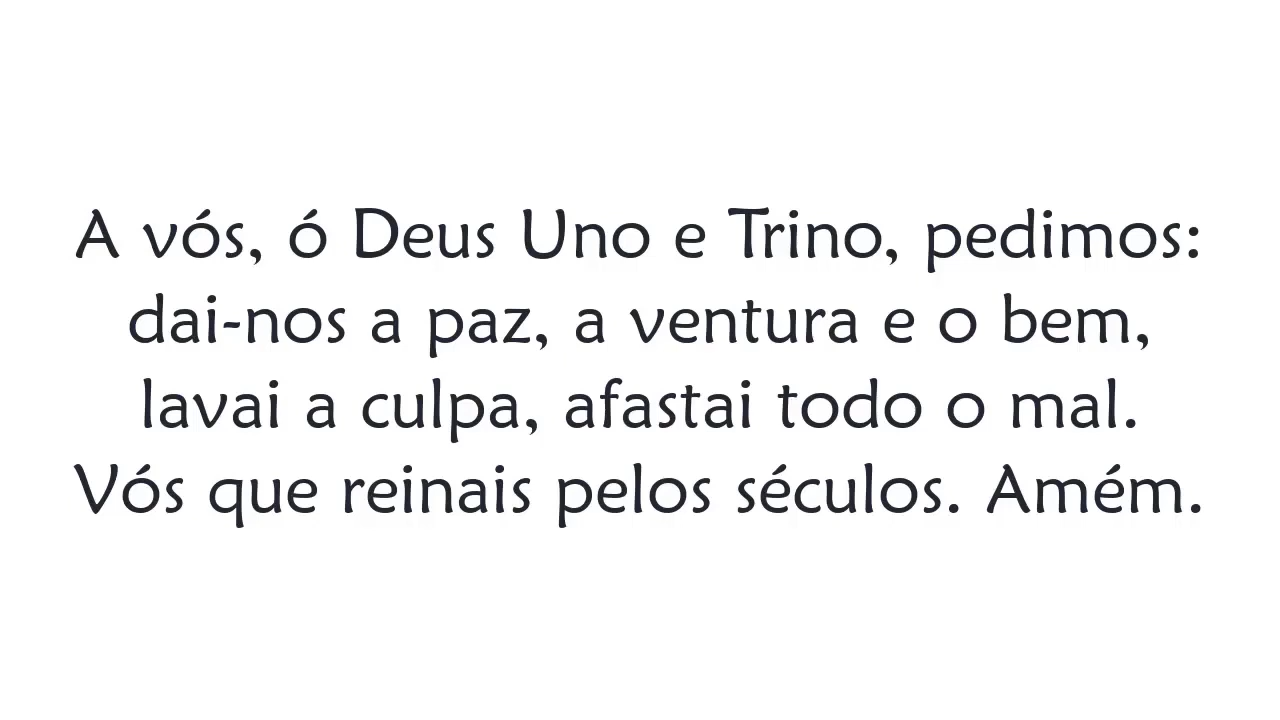 A vós, ó Deus Uno e Trino, pedimos:
dai-nos a paz, a ventura e o bem,
lavai a culpa, afastai todo o mal.
Vós que reinais pelos séculos. Amém.